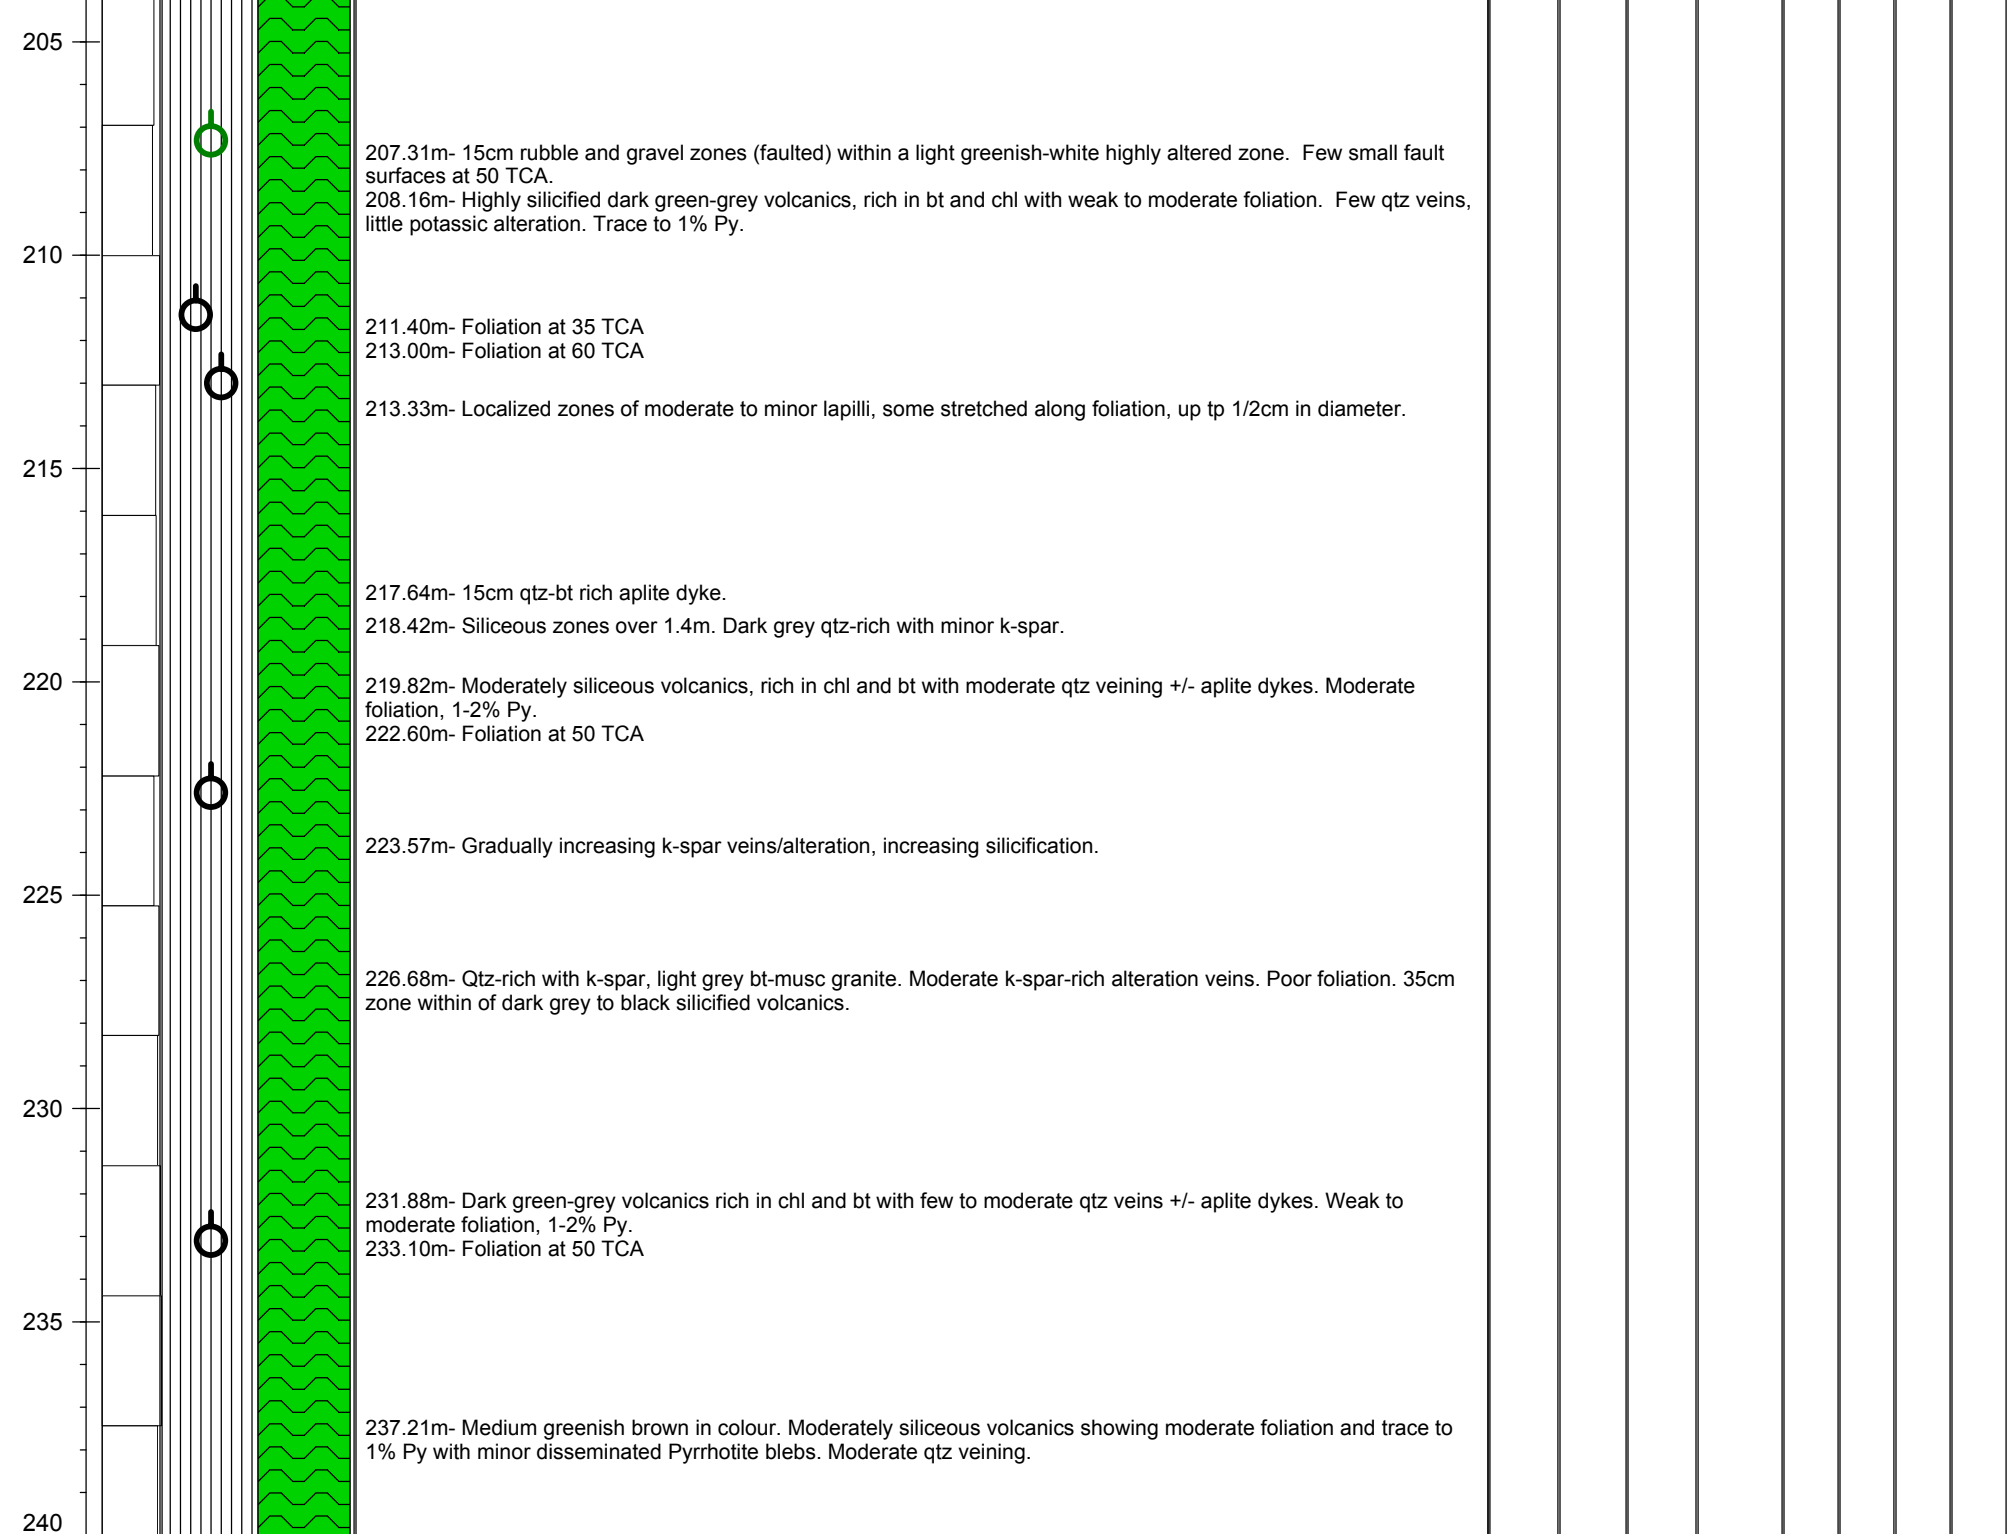 205
207.31m- 15cm rubble and gravel zones (faulted) within a light greenish-white highly altered zone.  Few small fault
surfaces at 50 TCA.
208.16m- Highly silicified dark green-grey volcanics, rich in bt and chl with weak to moderate foliation.  Few qtz veins,
little potassic alteration. Trace to 1% Py.
210
211.40m- Foliation at 35 TCA
213.00m- Foliation at 60 TCA
213.33m- Localized zones of moderate to minor lapilli, some stretched along foliation, up tp 1/2cm in diameter.
215
217.64m- 15cm qtz-bt rich aplite dyke.
218.42m- Siliceous zones over 1.4m. Dark grey qtz-rich with minor k-spar.
220
219.82m- Moderately siliceous volcanics, rich in chl and bt with moderate qtz veining +/- aplite dykes. Moderate
foliation, 1-2% Py.
222.60m- Foliation at 50 TCA
223.57m- Gradually increasing k-spar veins/alteration, increasing silicification.
225
226.68m- Qtz-rich with k-spar, light grey bt-musc granite. Moderate k-spar-rich alteration veins. Poor foliation. 35cm
zone within of dark grey to black silicified volcanics.
230
231.88m- Dark green-grey volcanics rich in chl and bt with few to moderate qtz veins +/- aplite dykes. Weak to
moderate foliation, 1-2% Py.
233.10m- Foliation at 50 TCA
235
237.21m- Medium greenish brown in colour. Moderately siliceous volcanics showing moderate foliation and trace to
1% Py with minor disseminated Pyrrhotite blebs. Moderate qtz veining.
240